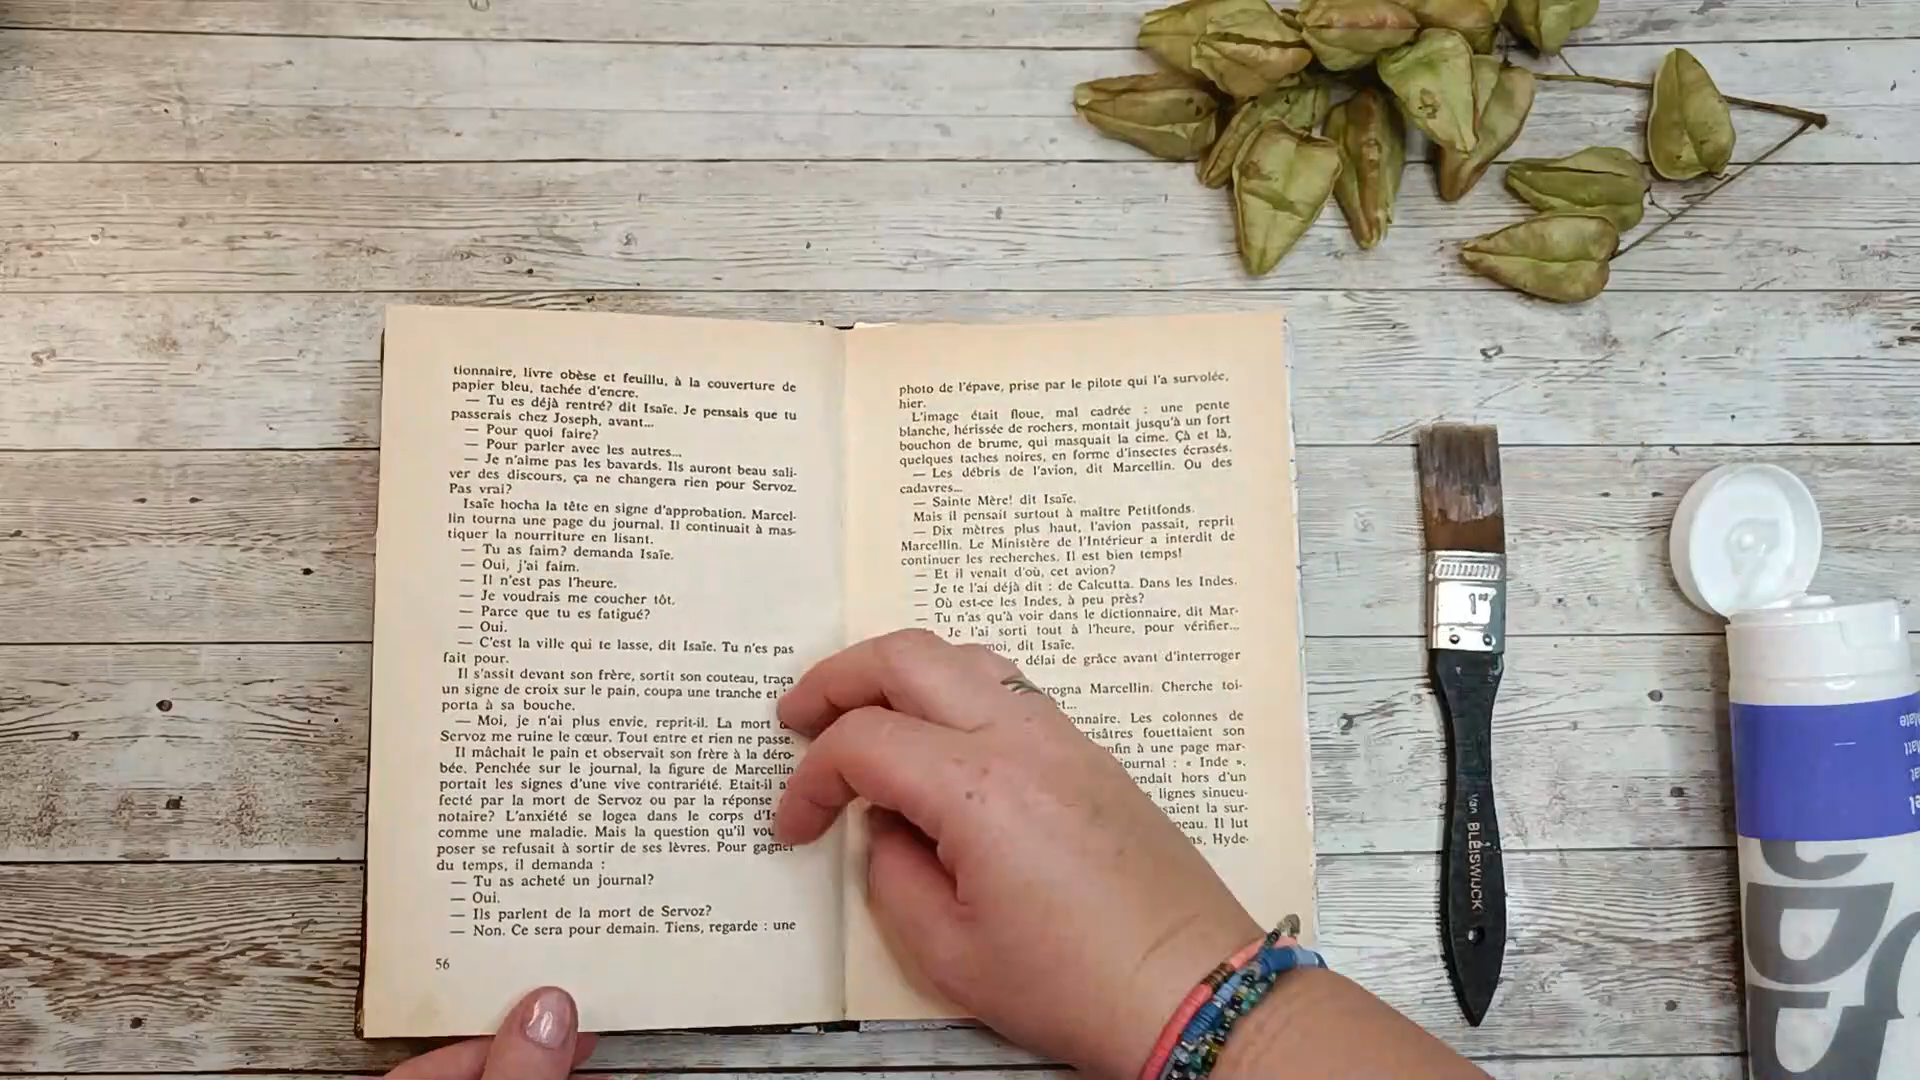 tionnaire, livre obèse et feuillu, à la couverture de
papier bleu, tachée d'encre.
— Tu es déjà rentré? dit Isaïe. Je pensais que tu
passerais chez Joseph, avant...
— Pour quoi faire?
— Pour parler avec les autres...
— Je n'aime pas les bavards. Ils auront beau sali-
ver des discours, ça ne changera rien pour Servoz.
Pas vrai?
Isaïe hocha la tête en signe d'approbation. Marcel-
lin tourna une page du journal. Il continuait à mas-
tiquer la nourriture en lisant.
— Tu as faim? demanda Isaïe.
— Oui, j'ai faim.
— Il n'est pas l'heure.
— Je voudrais me coucher tôt.
— Parce que tu es fatigué?
— Oui.
— C'est la ville qui te lasse, dit Isaïe. Tu n'es pas
fait pour.
Il s'assit devant son frère, sortit son couteau, traça
un signe de croix sur le pain, coupa une tranche et
porta à sa bouche.
— Moi, je n'ai plus envie, reprit-il. La mort
Servoz me ruine le cœur. Tout entre et rien ne passe.
Il mâchait le pain et observait son frère à la déro-
bée. Penchée sur le journal, la figure de Marcellin
portait les signes d'une vive contrariété. Etait-il
fecté par la mort de Servoz ou par la réponse
notaire? L'anxiété se logea dans le corps
comme une maladie. Mais la question qu'il
poser se refusait à sortir de ses lèvres. Pour gagner
du temps, il demanda :
— Tu as acheté un journal?
— Oui.
— Ils parlent de la mort de Servoz?
— Non. Ce sera pour demain. Tiens, regarde : une
56
photo de l'épave, prise par le pilote qui l'a survolée,
hier.
L'image était floue, mal cadrée : une pente
blanche, hérissée de rochers, montait jusqu'à un fort
bouchon de brume, qui masquait la cime. Çà et là,
quelques taches noires, en forme d'insectes écrasés.
— Les débris de l'avion, dit Marcellin. Ou des
cadavres...
— Sainte Mère! dit Isaïe.
Mais il pensait surtout à maître Petitfonds.
— Dix mètres plus haut, l'avion passait, reprit
Marcellin. Le Ministère de l'Intérieur a interdit de
continuer les recherches. Il est bien temps!
— Et il venait d'où, cet avion?
— Je te l'ai déjà dit : de Calcutta. Dans les Indes.
— Où est-ce les Indes, à peu près?
— Tu n'as qu'à voir dans le dictionnaire, dit Mar-
Je l'ai sorti tout à l'heure, pour vérifier...
moi, dit Isaïe.
délai de grâce avant d'interroger
Marcellin. Cherche toi-
Les colonnes de
fouettaient son
à une page mar-
journal : « Inde ».
hors d'un
lignes sinueu-
la sur-
Il lut
Hyde-
1"
Van BLEISWIJCK